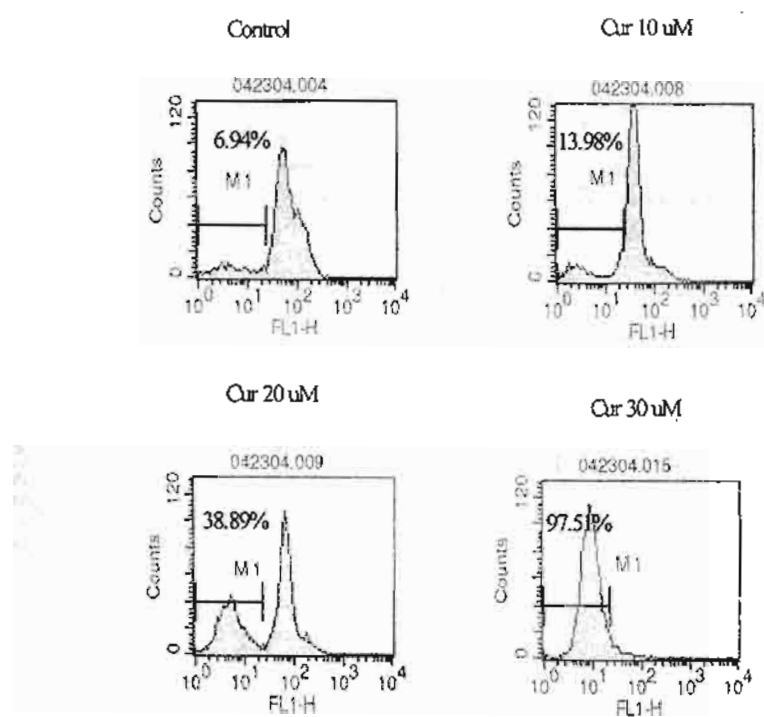 Control
042304.004
120
6.94%
M1
Counts
0
10^0 10^1 10^2 10^3 10^4
FL1-H
Cur 10 uM
042304.008
120
13.98%
M1
Counts
0
10^0 10^1 10^2 10^3 10^4
FL1-H
Cur 20 uM
042304.009
120
38.89%
M1
Counts
0
10^0 10^1 10^2 10^3 10^4
FL1-H
Cur 30 uM
042304.015
120
97.51%
M1
Counts
0
10^0 10^1 10^2 10^3 10^4
FL1-H